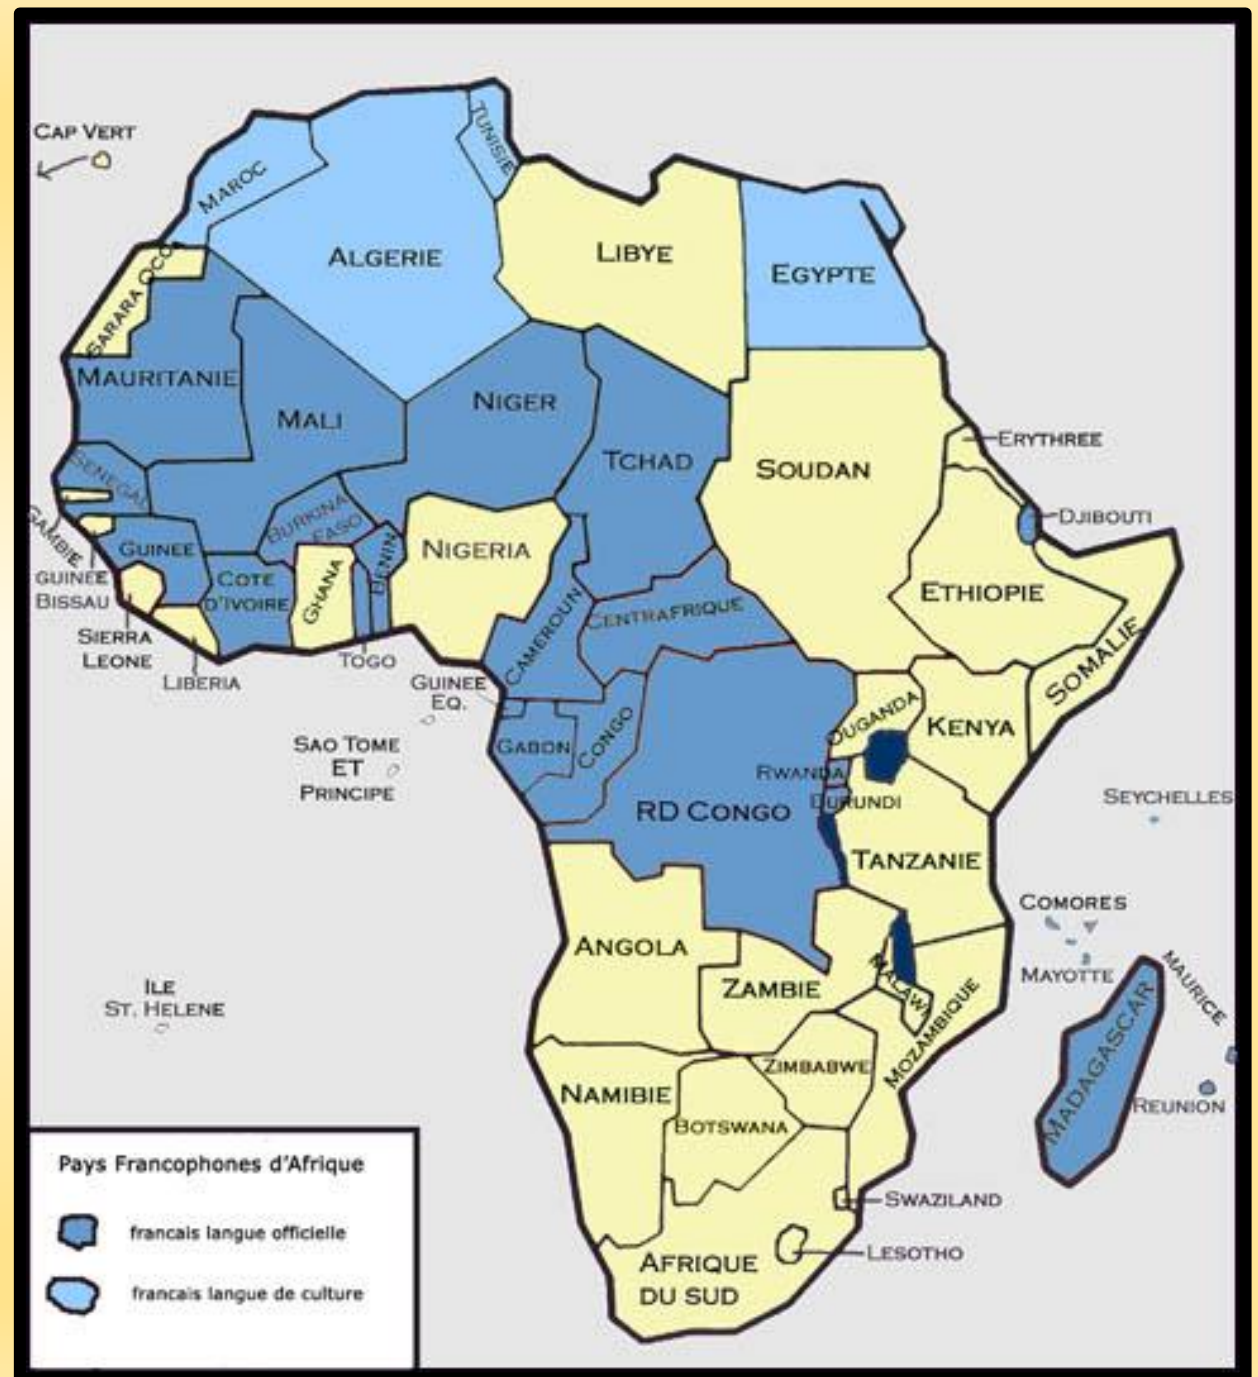 CAP VERT
MAROC
TUNISIE
ALGERIE
LIBYE
EGYPTE
SARARA OCC.
MAURITANIE
MALI
NIGER
TCHAD
SOUDAN
ERYTHREE
DJIBOUTI
SENEGAL
GAMBIE
GUINEE
BISSAU
GUINEE
SIERRA
LEONE
LIBERIA
COTE
D'IVOIRE
BURKINA
FASO
GHANA
TOGO
BENIN
NIGERIA
CAMEROUN
CENTRAFRIQUE
ETHIOPIE
SOMALIE
GUINEE
EQ.
SAO TOME
ET
PRINCIPE
GABON
CONGO
RD CONGO
OUGANDA
KENYA
RWANDA
BURUNDI
TANZANIE
SEYCHELLES
COMORES
MAYOTTE
ANGOLA
ZAMBIE
MALAWI
MOZAMBIQUE
MADAGASCAR
MAURICE
REUNION
ILE
ST. HELENE
NAMIBIE
ZIMBABWE
BOTSWANA
SWAZILAND
LESOTHO
AFRIQUE
DU SUD
Pays Francophones d'Afrique
francais langue officielle
francais langue de culture